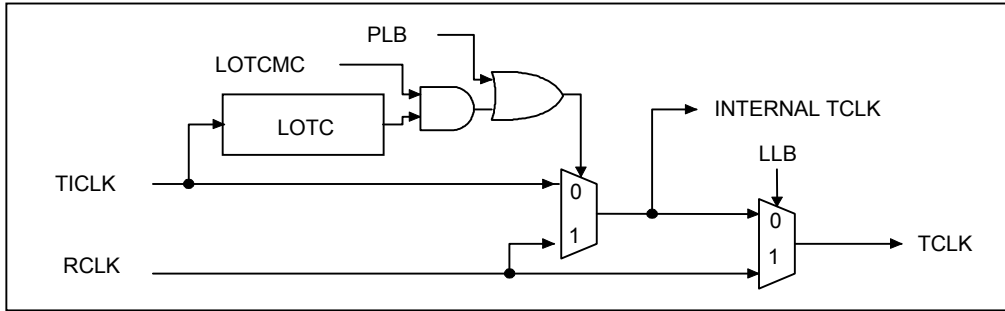 PLB
LOTCMC
LOTC
INTERNAL TCLK
LLB
TICLK
0
1
0
1
TCLK
RCLK